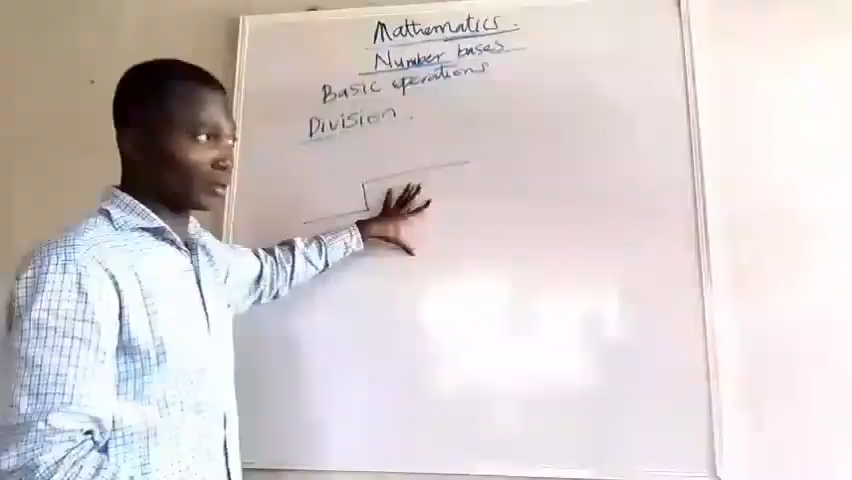 Mathematics.
Number bases
Basic operations
Division.